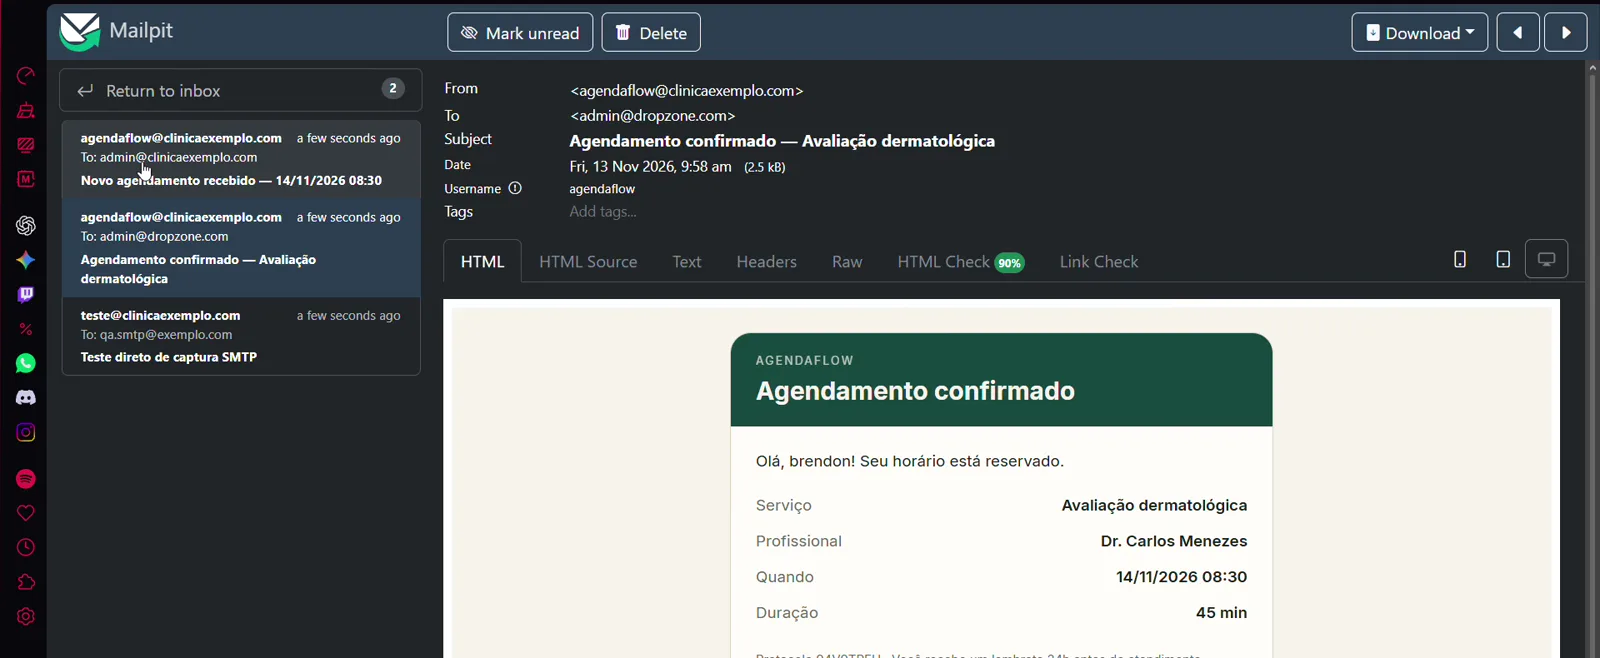 Mailpit
Mark unread
Delete
Download
Return to inbox
2
agendaflow@clinicaexemplo.com a few seconds ago
To: admin@clinicaexemplo.com
Novo agendamento recebido — 14/11/2026 08:30
agendaflow@clinicaexemplo.com a few seconds ago
To: admin@dropzone.com
Agendamento confirmado — Avaliação
dermatológica
teste@clinicaexemplo.com a few seconds ago
To: qa.smtp@exemplo.com
Teste direto de captura SMTP
From <agendaflow@clinicaexemplo.com>
To <admin@dropzone.com>
Subject Agendamento confirmado — Avaliação dermatológica
Date Fri, 13 Nov 2026, 9:58 am (2.5 kB)
Username agendaflow
Tags Add tags...
HTML HTML Source Text Headers Raw HTML Check 90% Link Check
AGENDAFLOW
Agendamento confirmado
Olá, brendon! Seu horário está reservado.
Serviço Avaliação dermatológica
Profissional Dr. Carlos Menezes
Quando 14/11/2026 08:30
Duração 45 min